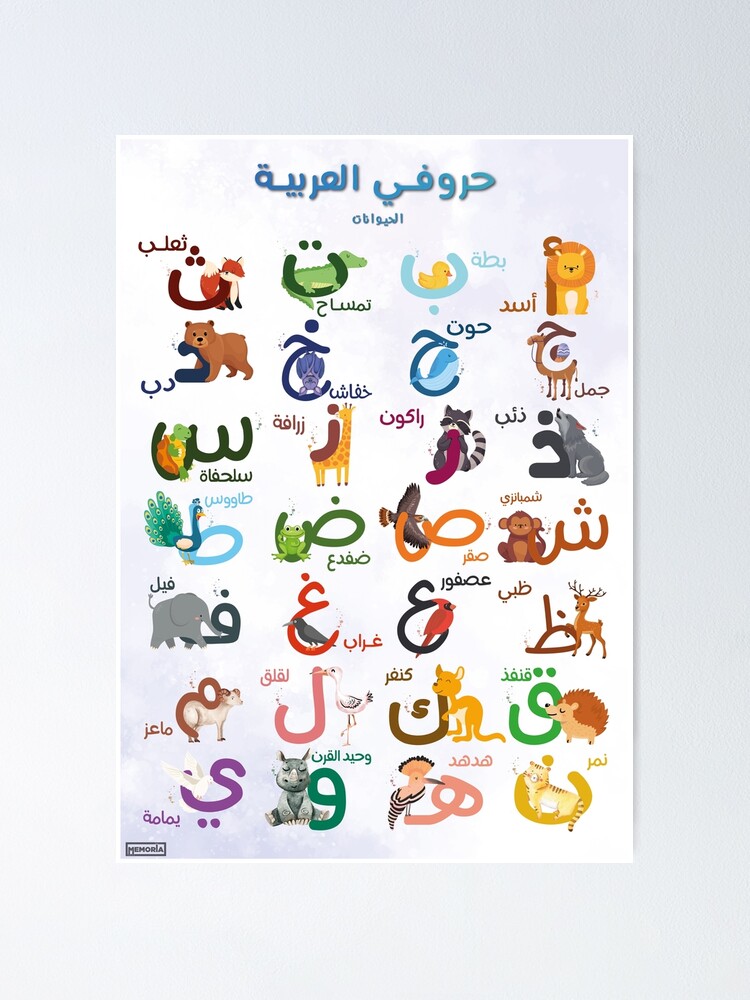 حروفي العربية
الحيوانات
أ أسد
ب بطة
ت تمساح
ث ثعلب
ج جمل
ح حوت
خ خفاش
د دب
ذ ذئب
ر راكون
ز زرافة
س سلحفاة
ش شمبانزي
ص صقر
ض ضفدع
ط طاووس
ظ ظبي
ع عصفور
غ غراب
ف فيل
ق قنفذ
ك كنغر
ل لقلق
م ماعز
ن نمر
هـ هدهد
و وحيد القرن
ي يمامة
MEMORIA